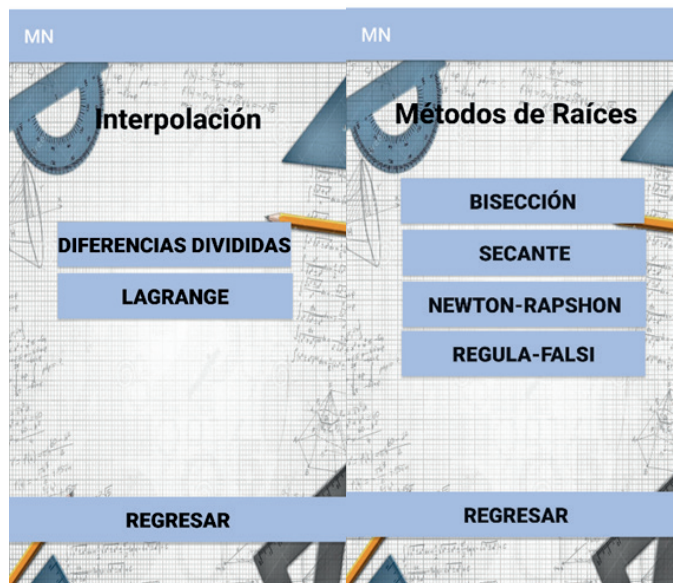 MN
Interpolación
DIFERENCIAS DIVIDIDAS
LAGRANGE
REGRESAR
MN
Métodos de Raíces
BISECCIÓN
SECANTE
NEWTON-RAPSHON
REGULA-FALSI
REGRESAR